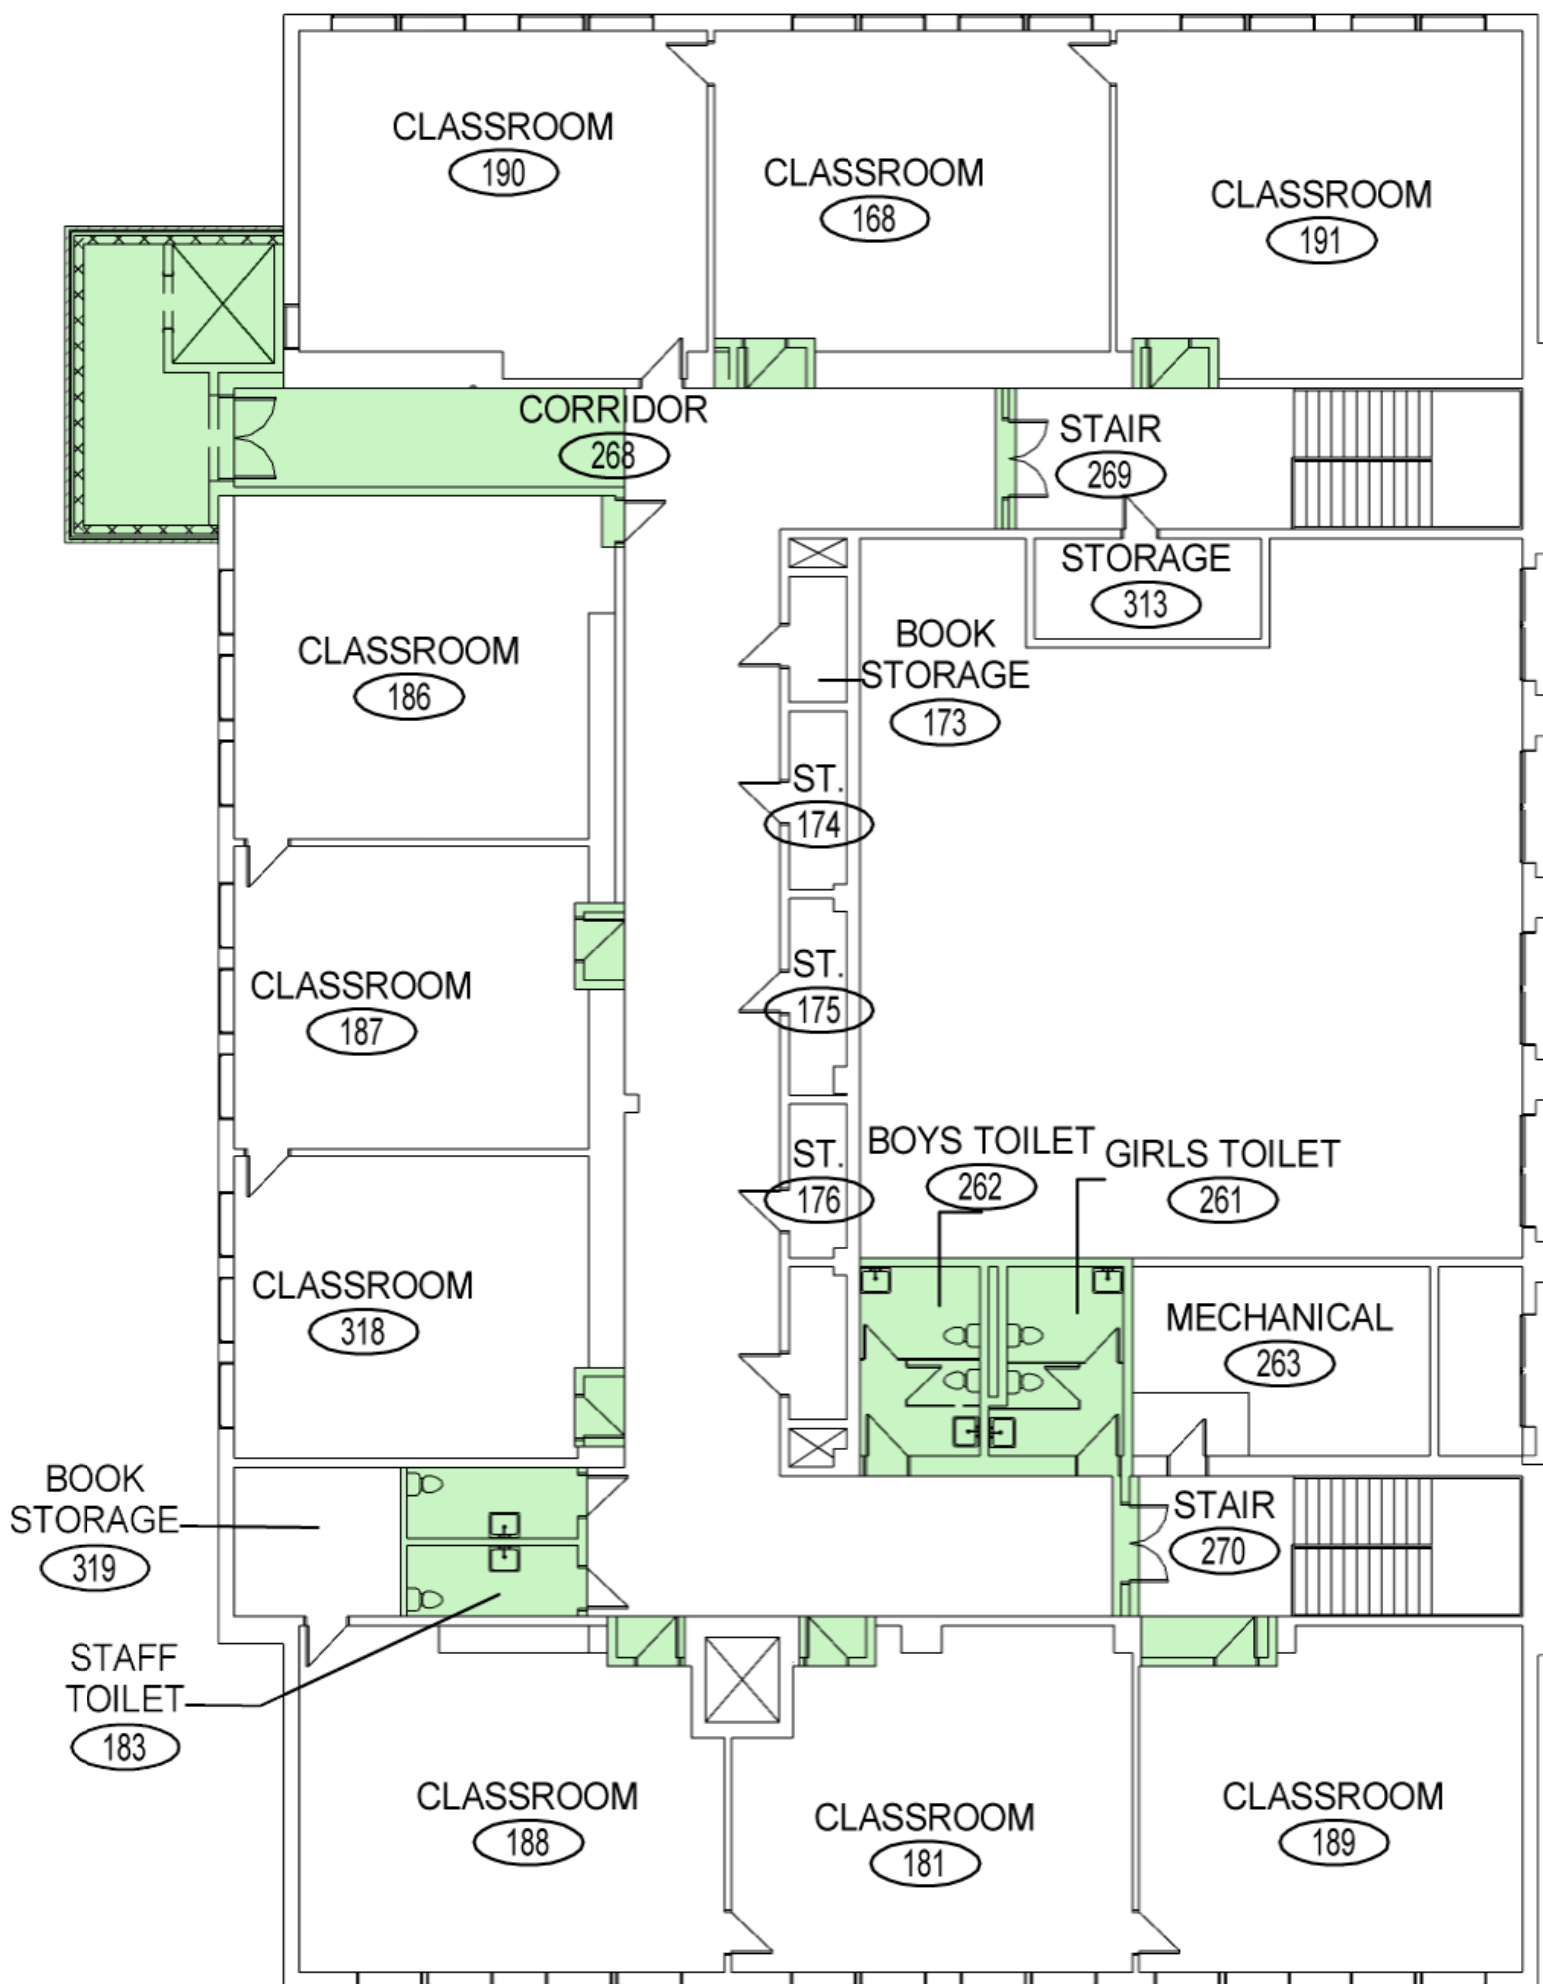 CLASSROOM
190
CLASSROOM
168
CLASSROOM
191
CORRIDOR
268
STAIR
269
STORAGE
313
BOOK
STORAGE
173
CLASSROOM
186
ST.
174
CLASSROOM
187
ST.
175
BOYS TOILET
262
GIRLS TOILET
261
ST.
176
CLASSROOM
318
MECHANICAL
263
BOOK
STORAGE
319
STAIR
270
STAFF
TOILET
183
CLASSROOM
188
CLASSROOM
181
CLASSROOM
189